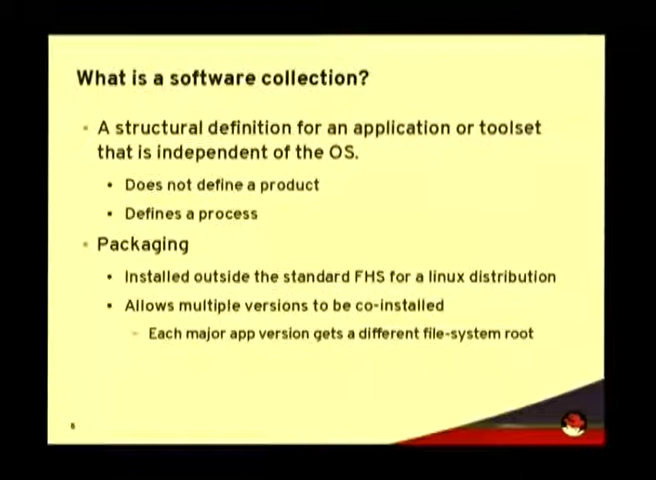 What is a software collection?
A structural definition for an application or toolset
that is independent of the OS.
Does not define a product
Defines a process
Packaging
Installed outside the standard FHS for a linux distribution
Allows multiple versions to be co-installed
Each major app version gets a different file-system root